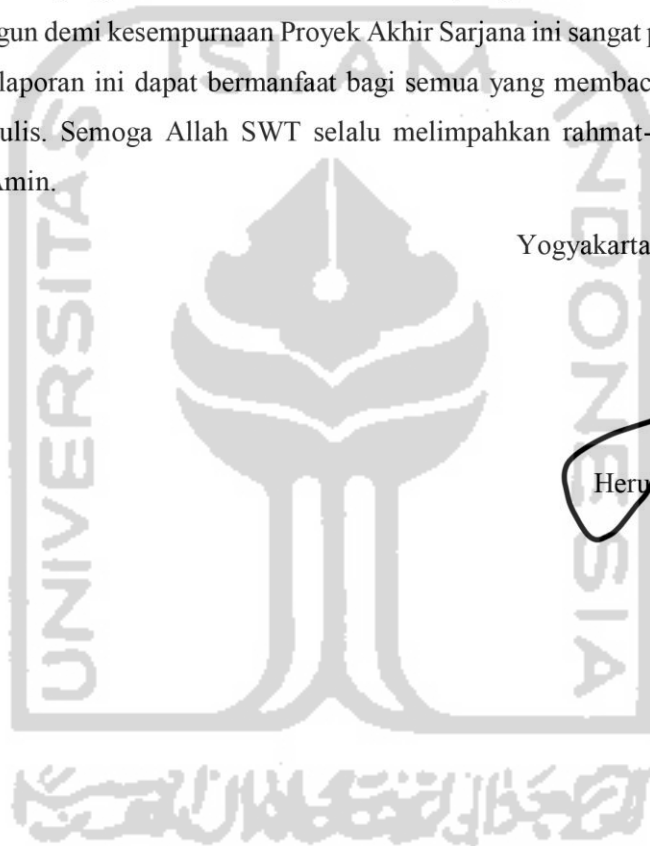 gun demi kesempurnaan Proyek Akhir Sarjana ini sangat
laporan ini dapat bermanfaat bagi semua yang membac
ulis. Semoga Allah SWT selalu melimpahkan rahmat-
Amin.
Yogyakarta
Heru
UNIVERSITAS
ISLAM
INDONESIA